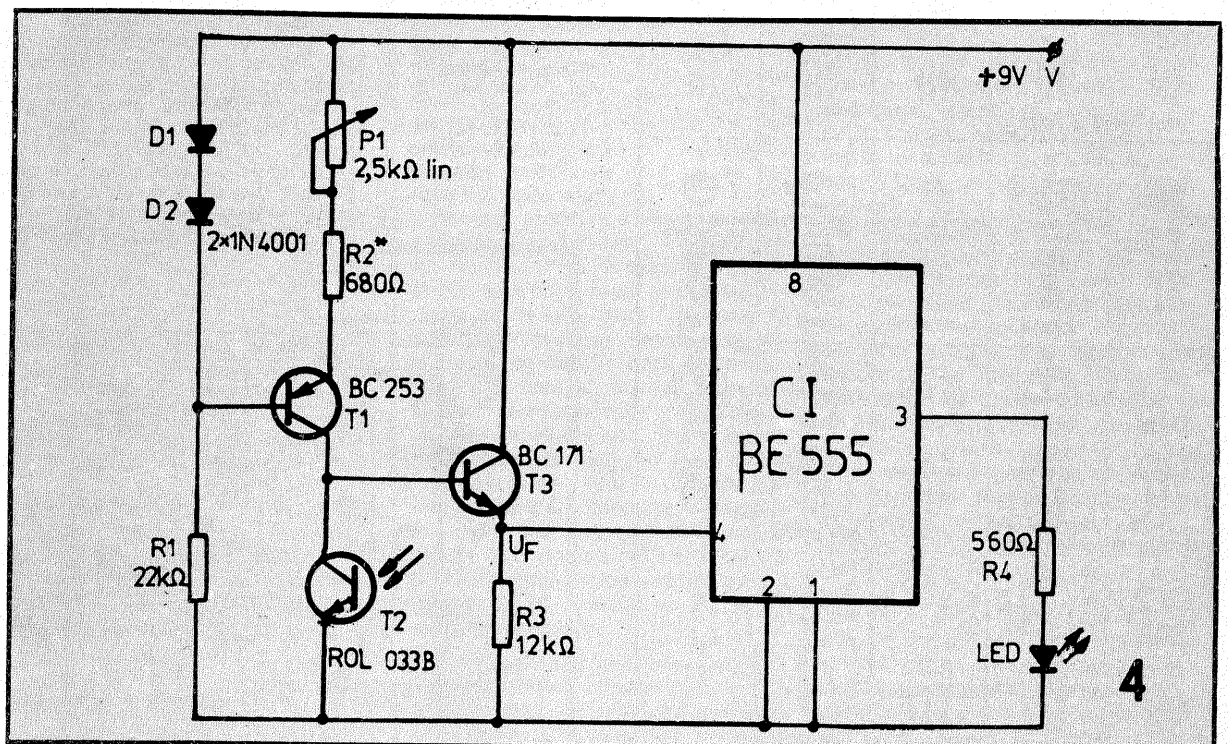 +9V V
D1
P1
2,5kΩ lin
D2
2×1N4001
R2*
680Ω
8
BC 253
T1
CI
βE 555
3
BC 171
T3
4
UF
R1
22kΩ
560Ω
R4
2 1
T2
R3
12kΩ
ROL 033B
LED
4